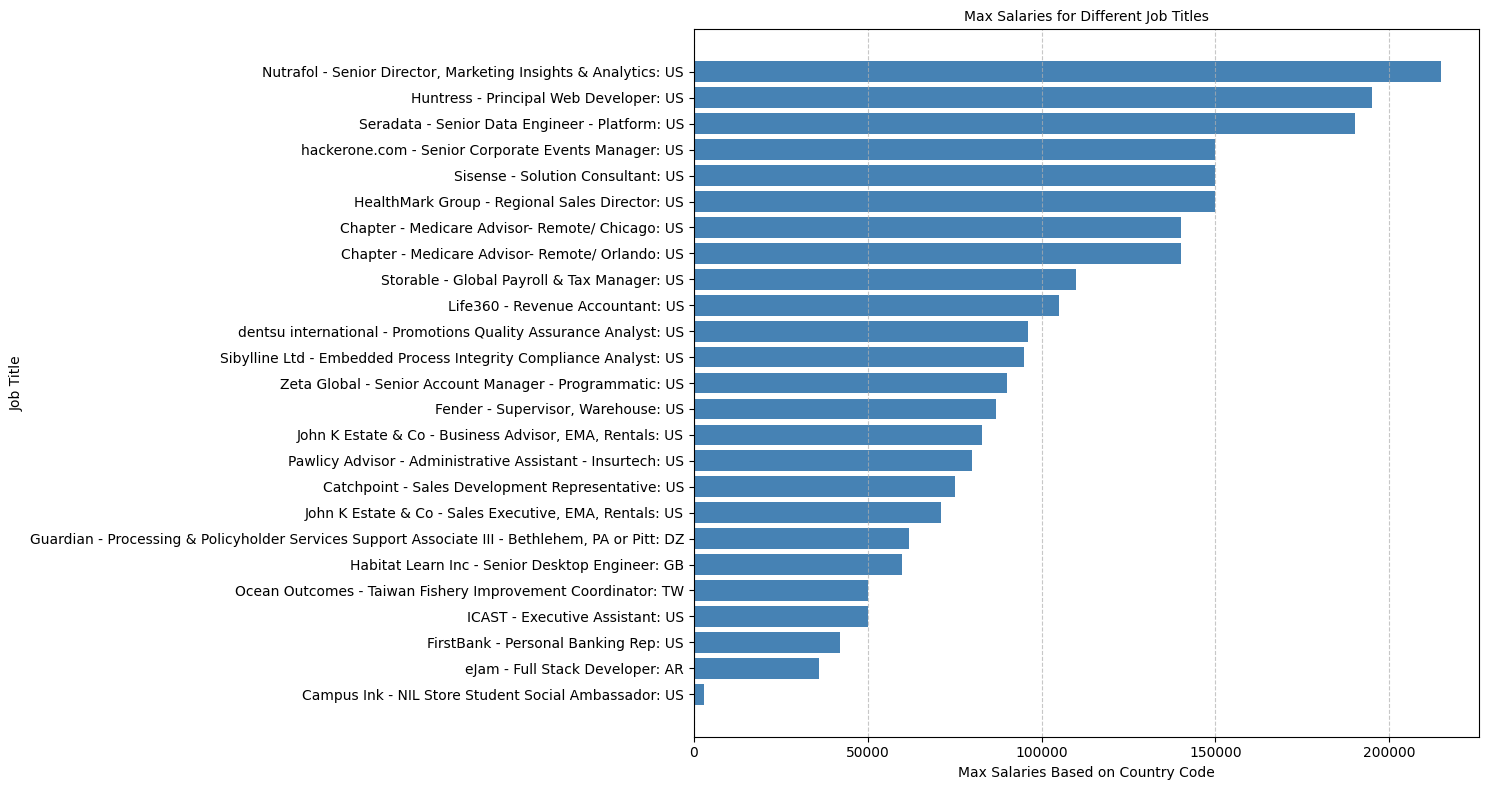 Max Salaries for Different Job Titles
Nutrafol - Senior Director, Marketing Insights & Analytics: US
Huntress - Principal Web Developer: US
Seradata - Senior Data Engineer - Platform: US
hackerone.com - Senior Corporate Events Manager: US
Sisense - Solution Consultant: US
HealthMark Group - Regional Sales Director: US
Chapter - Medicare Advisor- Remote/ Chicago: US
Chapter - Medicare Advisor- Remote/ Orlando: US
Storable - Global Payroll & Tax Manager: US
Life360 - Revenue Accountant: US
dentsu international - Promotions Quality Assurance Analyst: US
Sibylline Ltd - Embedded Process Integrity Compliance Analyst: US
Zeta Global - Senior Account Manager - Programmatic: US
Fender - Supervisor, Warehouse: US
John K Estate & Co - Business Advisor, EMA, Rentals: US
Pawlicy Advisor - Administrative Assistant - Insurtech: US
Catchpoint - Sales Development Representative: US
John K Estate & Co - Sales Executive, EMA, Rentals: US
Guardian - Processing & Policyholder Services Support Associate III - Bethlehem, PA or Pitt: DZ
Habitat Learn Inc - Senior Desktop Engineer: GB
Ocean Outcomes - Taiwan Fishery Improvement Coordinator: TW
ICAST - Executive Assistant: US
FirstBank - Personal Banking Rep: US
eJam - Full Stack Developer: AR
Campus Ink - NIL Store Student Social Ambassador: US
Job Title
0 50000 100000 150000 200000
Max Salaries Based on Country Code